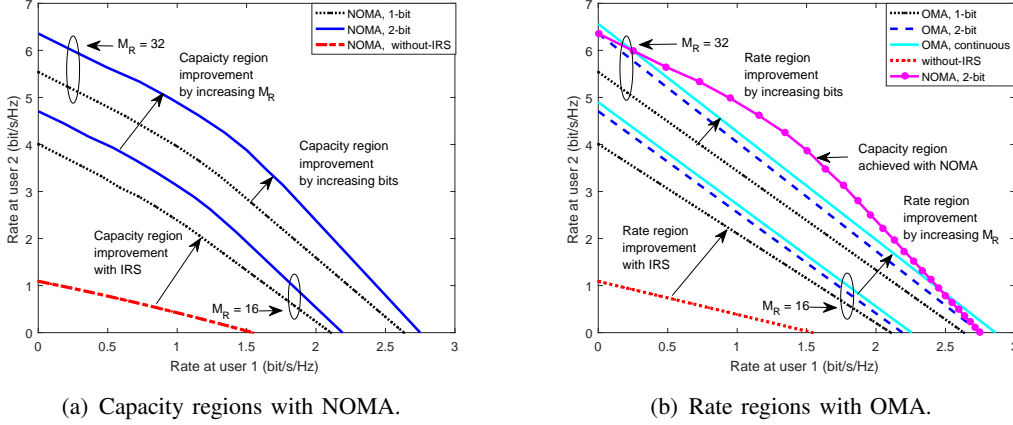 NOMA, 1-bit
NOMA, 2-bit
NOMA, without-IRS
M_R = 32
Capacity region
improvement
by increasing M_R
Capacity region
improvement
by increasing bits
Capacity region
improvement
with IRS
M_R = 16
7
6
5
4
3
2
1
0
Rate at user 2 (bit/s/Hz)
0 0.5 1 1.5 2 2.5 3
Rate at user 1 (bit/s/Hz)
(a) Capacity regions with NOMA.
OMA, 1-bit
OMA, 2-bit
OMA, continuous
without-IRS
NOMA, 2-bit
M_R = 32
Rate region
improvement
by increasing bits
Capacity region
achieved with NOMA
Rate region
improvement
by increasing M_R
Rate region
improvement
with IRS
M_R = 16
7
6
5
4
3
2
1
0
Rate at user 2 (bit/s/Hz)
0 0.5 1 1.5 2 2.5 3
Rate at user 1 (bit/s/Hz)
(b) Rate regions with OMA.